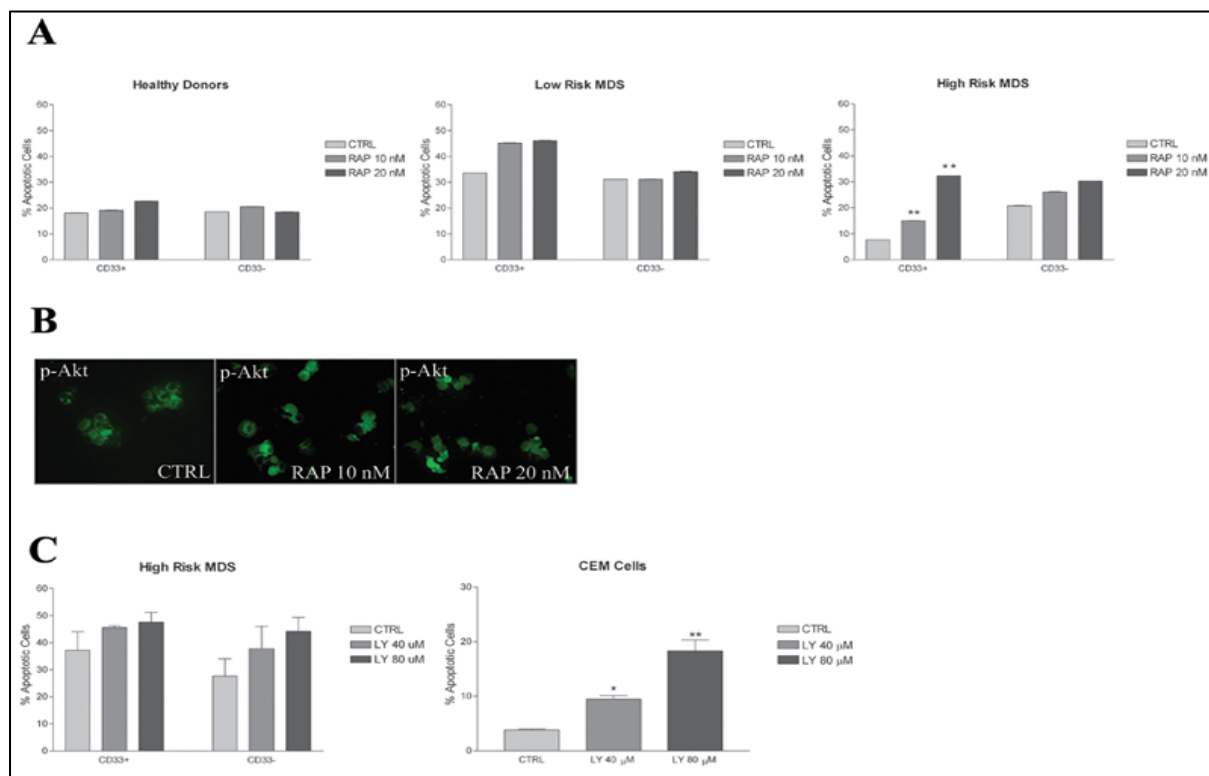 A
Healthy Donors
% Apoptotic Cells
60
50
40
30
20
10
0
CD33+ CD33-
CTRL
RAP 10 nM
RAP 20 nM
Low Risk MDS
% Apoptotic Cells
60
50
40
30
20
10
0
CD33+ CD33-
CTRL
RAP 10 nM
RAP 20 nM
High Risk MDS
% Apoptotic Cells
60
50
40
30
20
10
0
**
**
CD33+ CD33-
CTRL
RAP 10 nM
RAP 20 nM
B
p-Akt
CTRL
p-Akt
RAP 10 nM
p-Akt
RAP 20 nM
C
High Risk MDS
% Apoptotic Cells
60
50
40
30
20
10
0
CD33+ CD33-
CTRL
LY 40 uM
LY 80 uM
CEM Cells
% Apoptotic Cells
30
20
10
0
*
**
CTRL LY 40 µM LY 80 µM
CTRL
LY 40 µM
LY 80 µM